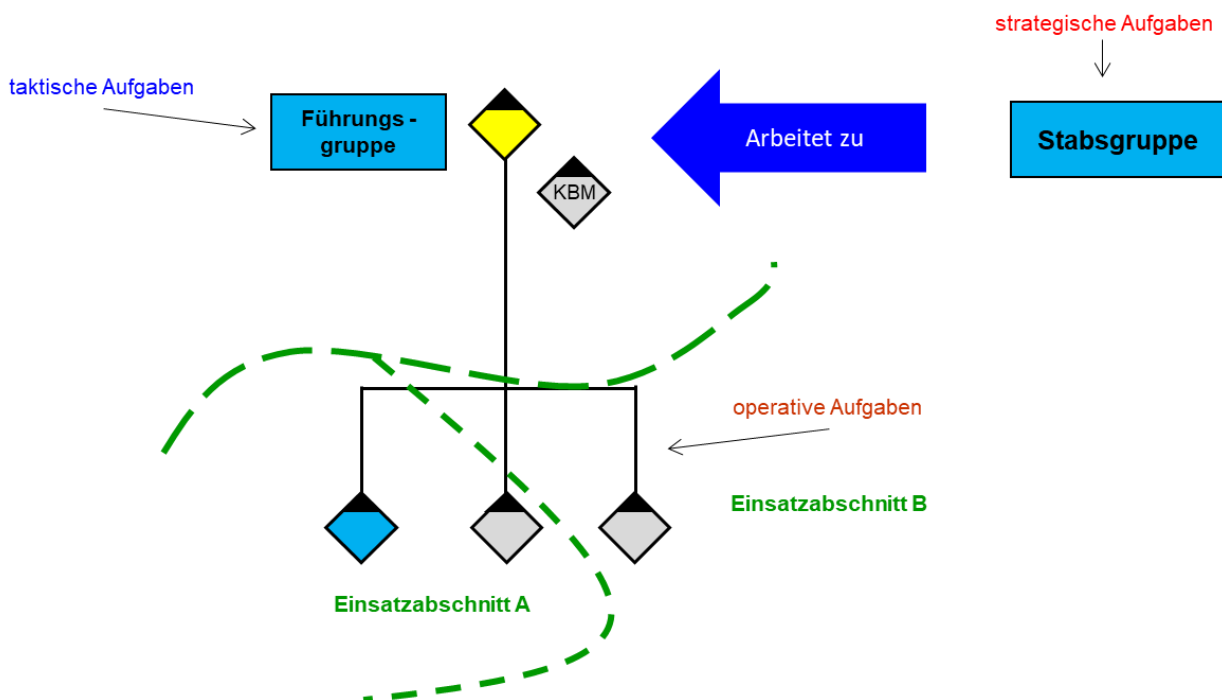 strategische Aufgaben
taktische Aufgaben
Führungs -
gruppe
Arbeitet zu
Stabsgruppe
KBM
operative Aufgaben
Einsatzabschnitt B
Einsatzabschnitt A